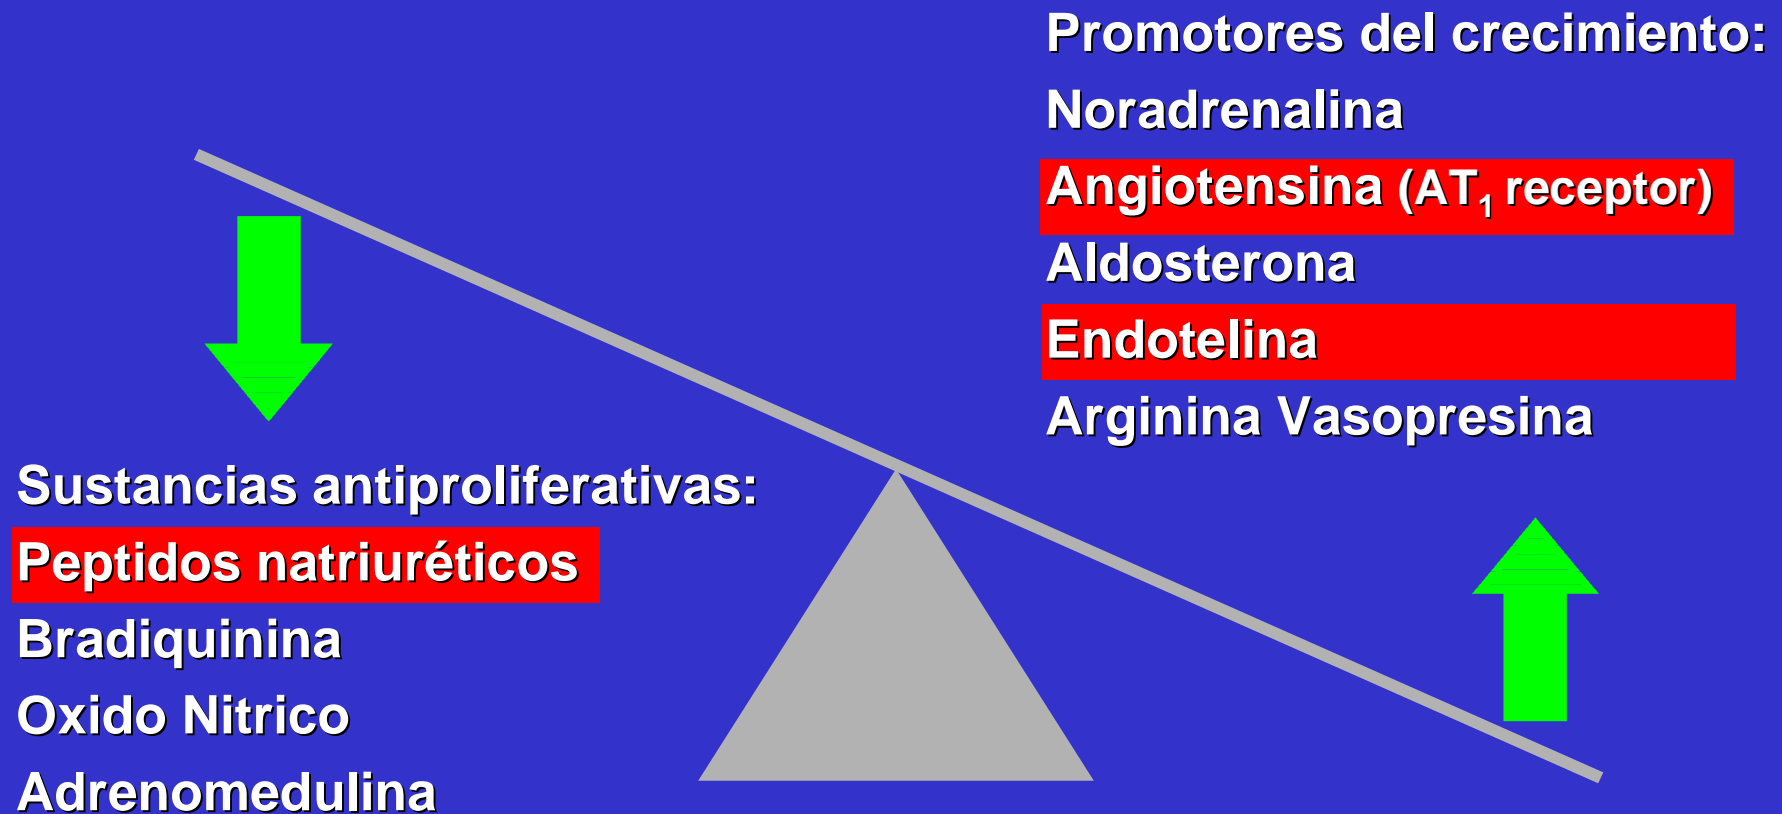 Promotores del crecimiento:
Noradrenalina
Angiotensina (AT₁ receptor)
Aldosterona
Endotelina
Arginina Vasopresina
Sustancias antiproliferativas:
Peptidos natriuréticos
Bradiquinina
Oxido Nitrico
Adrenomedulina